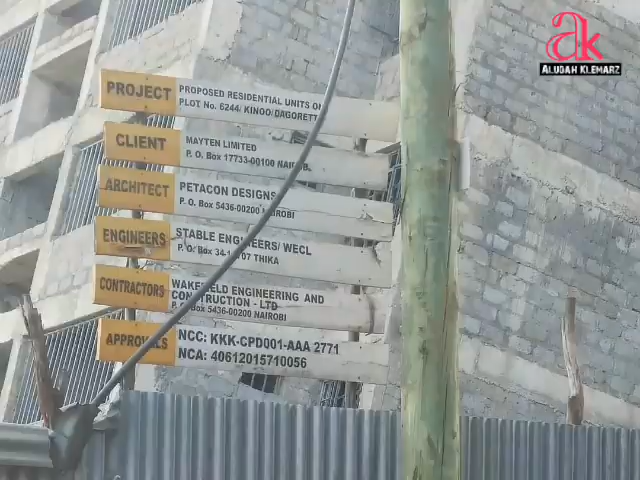 ak
ALUDAH KLEMARZ
PROJECT
PROPOSED RESIDENTIAL UNITS ON
PLOT No. 6244/ KINOO/DAGORETTI
CLIENT
MAYTEN LIMITED
P. O. Box 17733-00100 NAIROBI
ARCHITECT
PETACON DESIGNS
P. O. Box 5436-00200 NAIROBI
ENGINEERS
STABLE ENGINEERS/ WECL
P. O. Box THIKA
CONTRACTORS
WAKEFIELD ENGINEERING AND
CONSTRUCTION - LTD
P. O. Box 5436-00200 NAIROBI
APPROVALS
NCC: KKK-CPD001-AAA 2771
NCA: 40612015710056